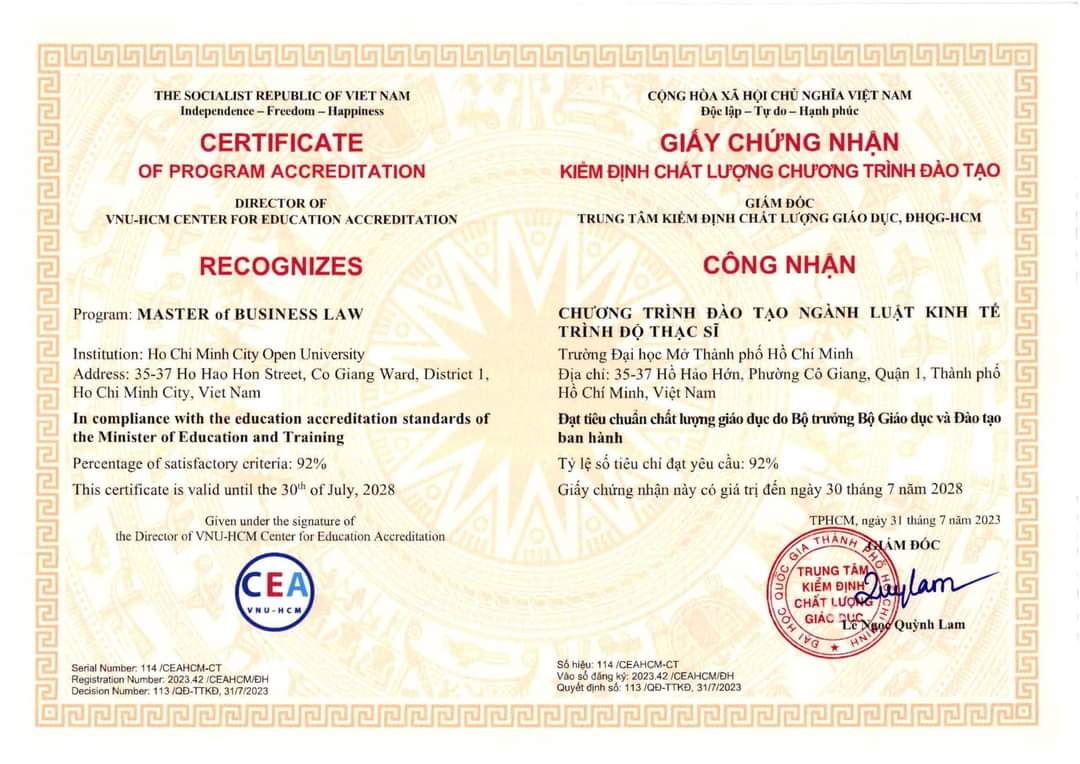 THE SOCIALIST REPUBLIC OF VIET NAM
Independence – Freedom – Happiness
CERTIFICATE
OF PROGRAM ACCREDITATION
DIRECTOR OF
VNU-HCM CENTER FOR EDUCATION ACCREDITATION
RECOGNIZES
Program: MASTER of BUSINESS LAW
Institution: Ho Chi Minh City Open University
Address: 35-37 Ho Hao Hon Street, Co Giang Ward, District 1,
Ho Chi Minh City, Viet Nam
In compliance with the education accreditation standards of
the Minister of Education and Training
Percentage of satisfactory criteria: 92%
This certificate is valid until the 30th of July, 2028
Given under the signature of
the Director of VNU-HCM Center for Education Accreditation
CEA
VNU-HCM
Serial Number: 114 /CEAHCM-CT
Registration Number: 2023.42 /CEAHCM/ĐH
Decision Number: 113 /QĐ-TTKĐ, 31/7/2023
CỘNG HÒA XÃ HỘI CHỦ NGHĨA VIỆT NAM
Độc lập – Tự do – Hạnh phúc
GIẤY CHỨNG NHẬN
KIỂM ĐỊNH CHẤT LƯỢNG CHƯƠNG TRÌNH ĐÀO TẠO
GIÁM ĐỐC
TRUNG TÂM KIỂM ĐỊNH CHẤT LƯỢNG GIÁO DỤC, ĐHQG-HCM
CÔNG NHẬN
CHƯƠNG TRÌNH ĐÀO TẠO NGÀNH LUẬT KINH TẾ
TRÌNH ĐỘ THẠC SĨ
Trường Đại học Mở Thành phố Hồ Chí Minh
Địa chỉ: 35-37 Hồ Hảo Hớn, Phường Cô Giang, Quận 1, Thành phố
Hồ Chí Minh, Việt Nam
Đạt tiêu chuẩn chất lượng giáo dục do Bộ trưởng Bộ Giáo dục và Đào tạo
ban hành
Tỷ lệ số tiêu chí đạt yêu cầu: 92%
Giấy chứng nhận này có giá trị đến ngày 30 tháng 7 năm 2028
TPHCM, ngày 31 tháng 7 năm 2023
GIÁM ĐỐC
ĐẠI HỌC QUỐC GIA THÀNH PHỐ HỒ CHÍ MINH
TRUNG TÂM
KIỂM ĐỊNH
CHẤT LƯỢNG
GIÁO DỤC
Quylam
Lê Ngọc Quỳnh Lam
Số hiệu: 114 /CEAHCM-CT
Vào sổ đăng ký: 2023.42 /CEAHCM/ĐH
Quyết định số: 113 /QĐ-TTKĐ, 31/7/2023